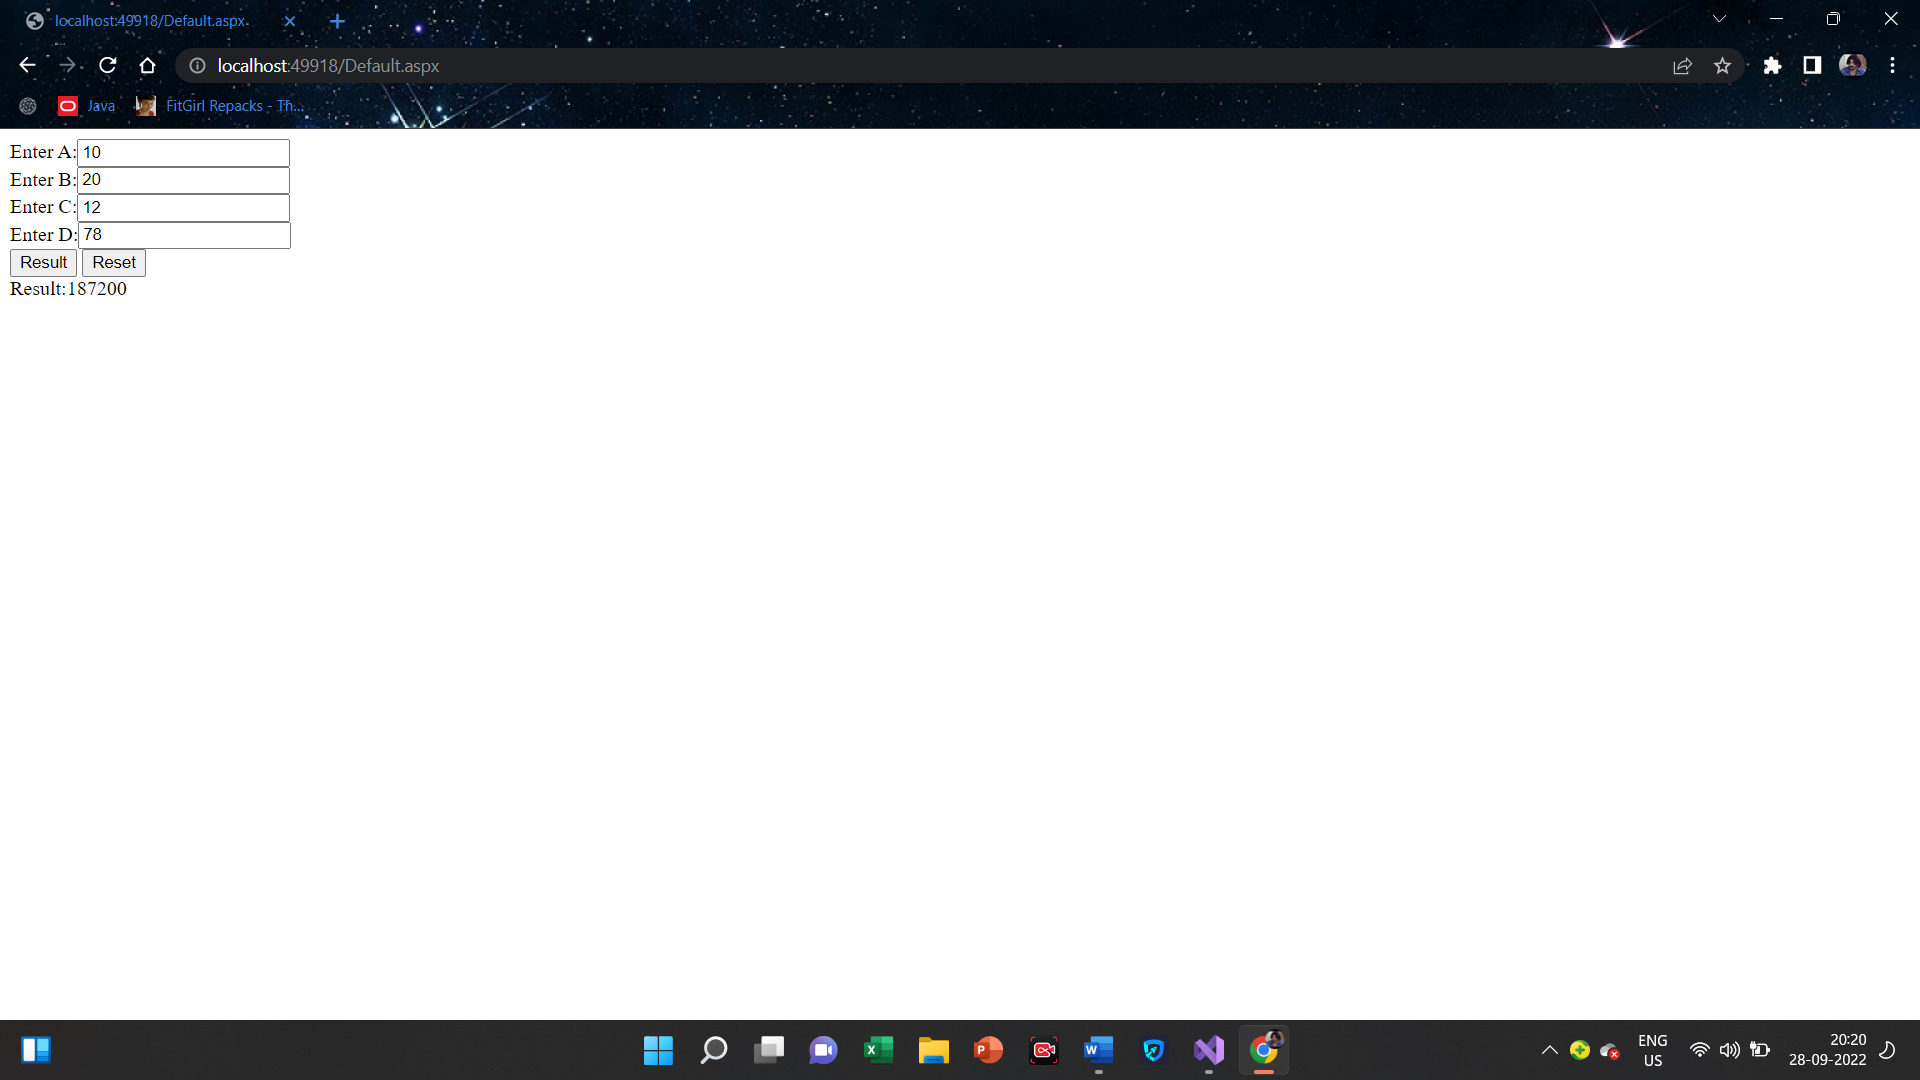 localhost:49918/Default.aspx
localhost:49918/Default.aspx
Java FitGirl Repacks - Th...
Enter A: 10
Enter B: 20
Enter C: 12
Enter D: 78
Result Reset
Result:187200
ENG 20:20
US 28-09-2022